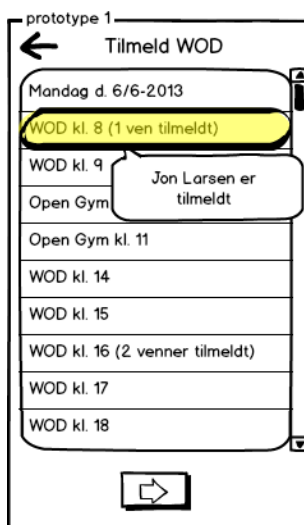 prototype 1
Tilmeld WOD
Mandag d. 6/6-2013
WOD kl. 8 (1 ven tilmeldt)
WOD kl. 9
Jon Larsen er
tilmeldt
Open Gym
Open Gym kl. 11
WOD kl. 14
WOD kl. 15
WOD kl. 16 (2 venner tilmeldt)
WOD kl. 17
WOD kl. 18